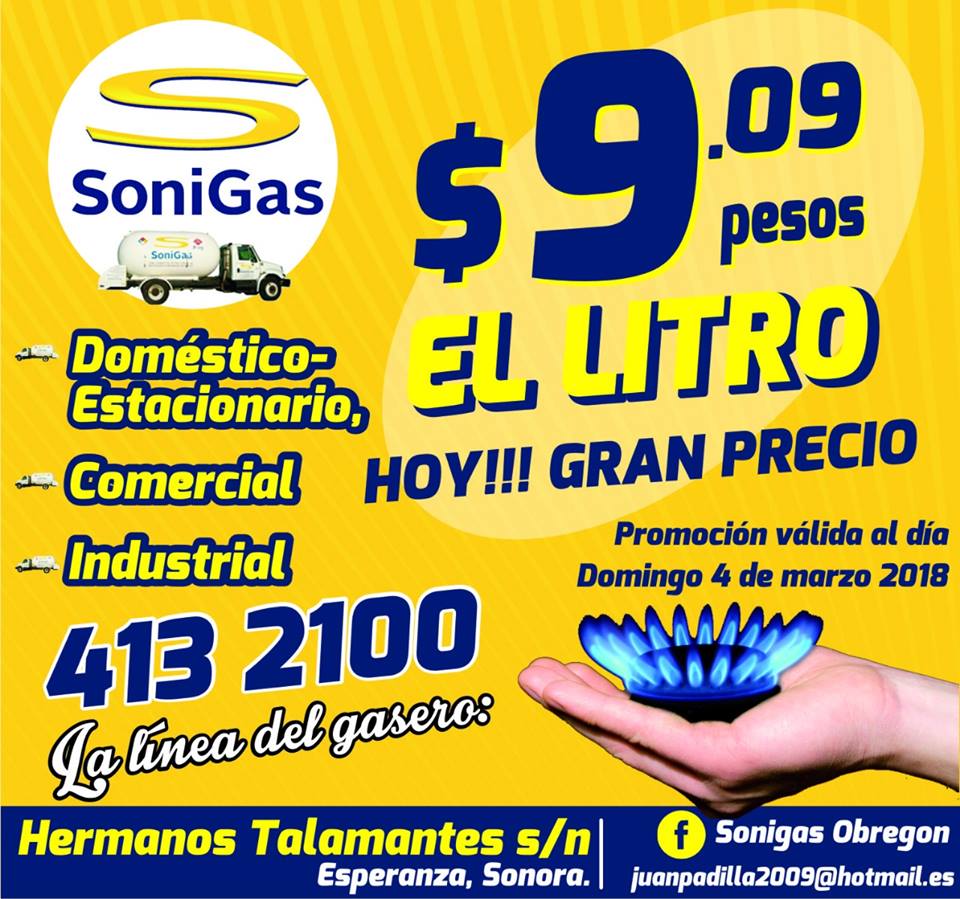 SoniGas
SoniGas
$9.09
pesos
EL LITRO
HOY!!! GRAN PRECIO
Promoción válida al día
Domingo 4 de marzo 2018
Doméstico-
Estacionario,
Comercial
Industrial
413 2100
La línea del gasero:
Hermanos Talamantes s/n
Esperanza, Sonora.
f Sonigas Obregon
juanpadilla2009@hotmail.es